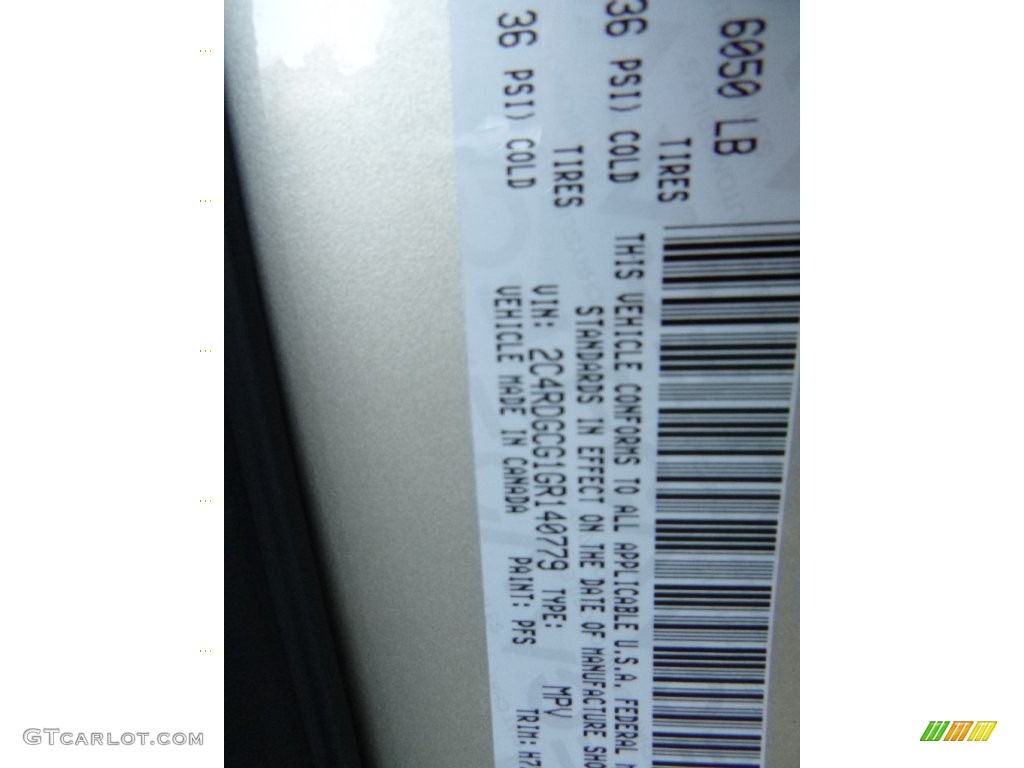 6050 LB
TIRES
36 PSI) COLD
TIRES
36 PSI) COLD
THIS VEHICLE CONFORMS TO ALL APPLICABLE U.S.A. FEDERAL
STANDARDS IN EFFECT ON THE DATE OF MANUFACTURE
VIN: 2C4RDGCG1GR140779 TYPE: MPV
VEHICLE MADE IN CANADA PAINT: PFS TRIM:
GTcarlot.com